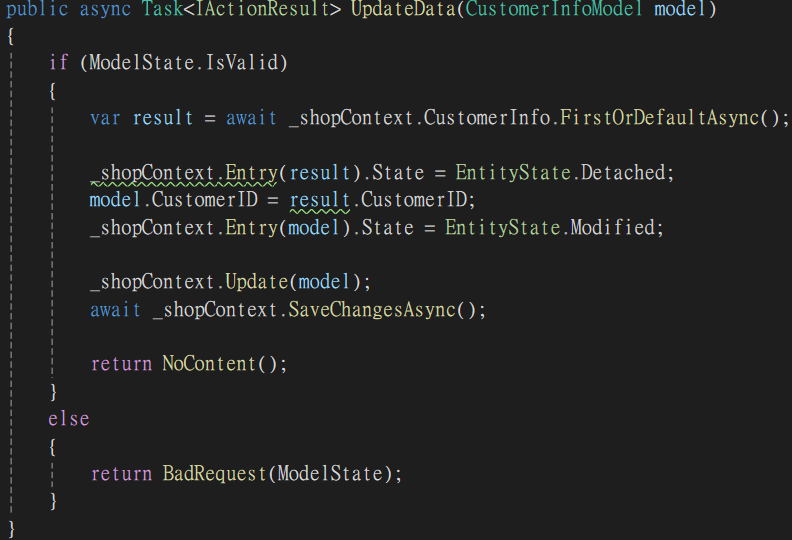 public async Task<IActionResult> UpdateData(CustomerInfoModel model)
{
    if (ModelState.IsValid)
    {
        var result = await _shopContext.CustomerInfo.FirstOrDefaultAsync();

        _shopContext.Entry(result).State = EntityState.Detached;
        model.CustomerID = result.CustomerID;
        _shopContext.Entry(model).State = EntityState.Modified;

        _shopContext.Update(model);
        await _shopContext.SaveChangesAsync();

        return NoContent();
    }
    else
    {
        return BadRequest(ModelState);
    }
}